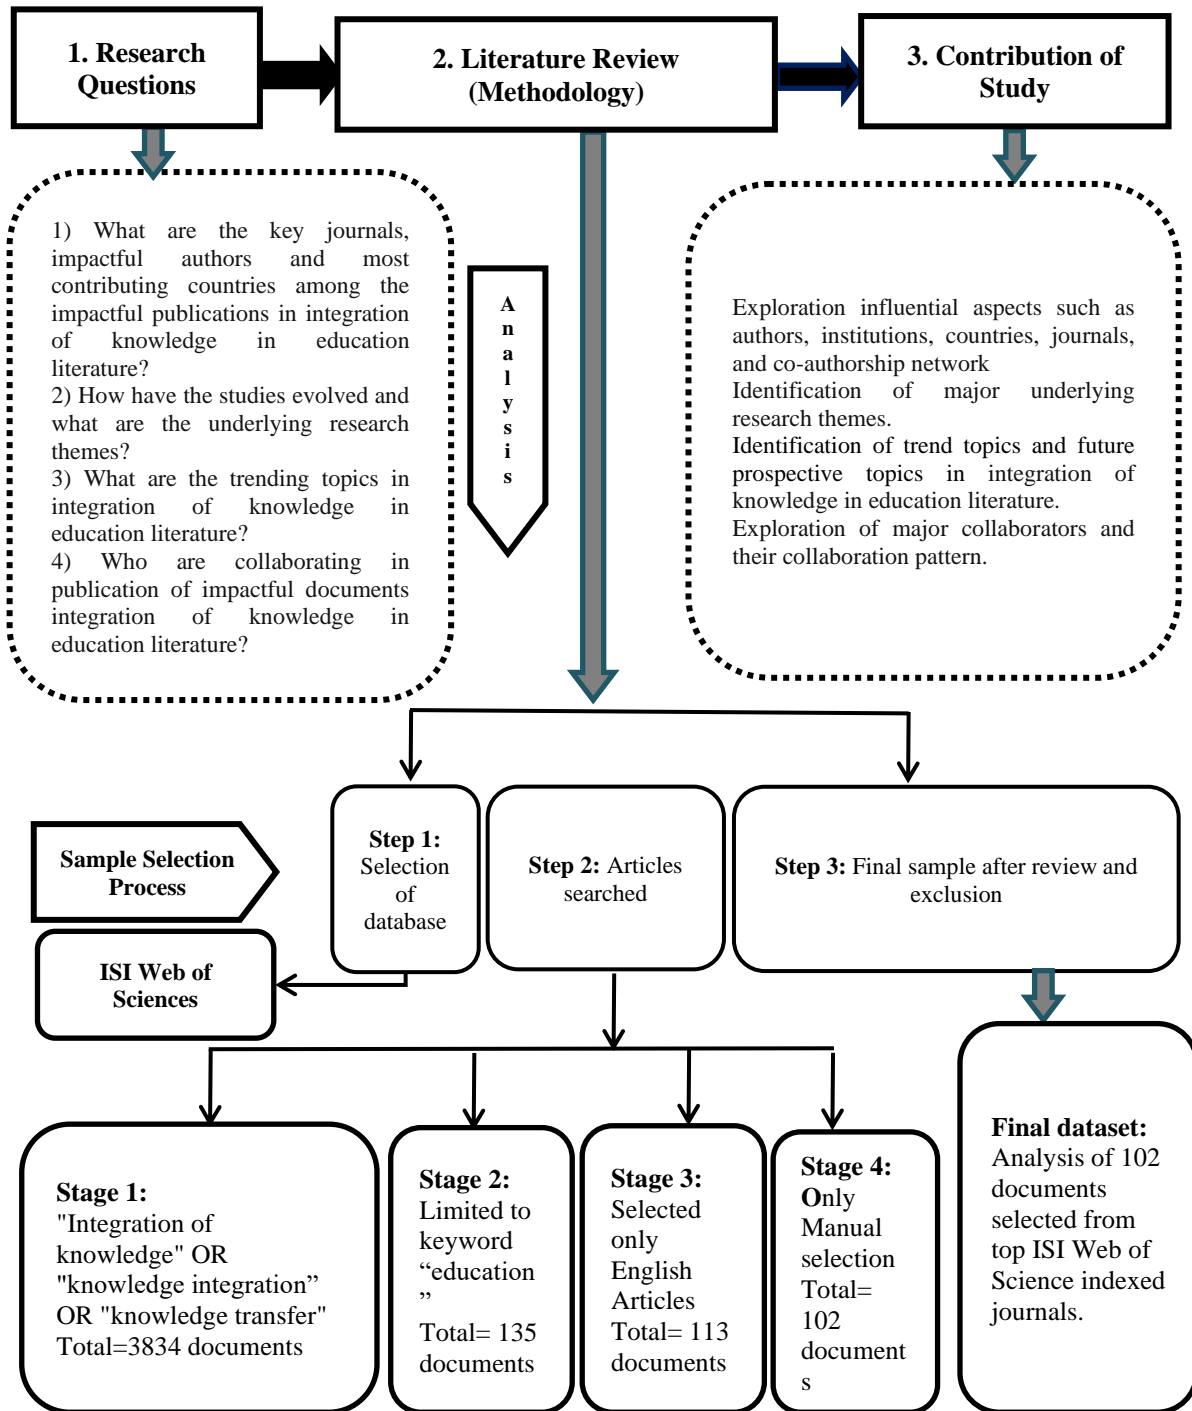 1. Research
Questions
2. Literature Review
(Methodology)
3. Contribution of
Study
1) What are the key journals,
impactful authors and most
contributing countries among the
impactful publications in integration
of knowledge in education
literature?
2) How have the studies evolved and
what are the underlying research
themes?
3) What are the trending topics in
integration of knowledge in
education literature?
4) Who are collaborating in
publication of impactful documents
integration of knowledge in
education literature?
A
n
a
l
y
s
i
s
Exploration influential aspects such as
authors, institutions, countries, journals,
and co-authorship network
Identification of major underlying
research themes.
Identification of trend topics and future
prospective topics in integration of
knowledge in education literature.
Exploration of major collaborators and
their collaboration pattern.
Sample Selection
Process
Step 1:
Selection
of
database
Step 2: Articles
searched
Step 3: Final sample after review and
exclusion
ISI Web of
Sciences
Stage 1:
"Integration of
knowledge" OR
"knowledge integration”
OR "knowledge transfer"
Total=3834 documents
Stage 2:
Limited to
keyword
“education
”
Total= 135
documents
Stage 3:
Selected
only
English
Articles
Total= 113
documents
Stage 4:
Only
Manual
selection
Total=
102
document
s
Final dataset:
Analysis of 102
documents
selected from
top ISI Web of
Science indexed
journals.